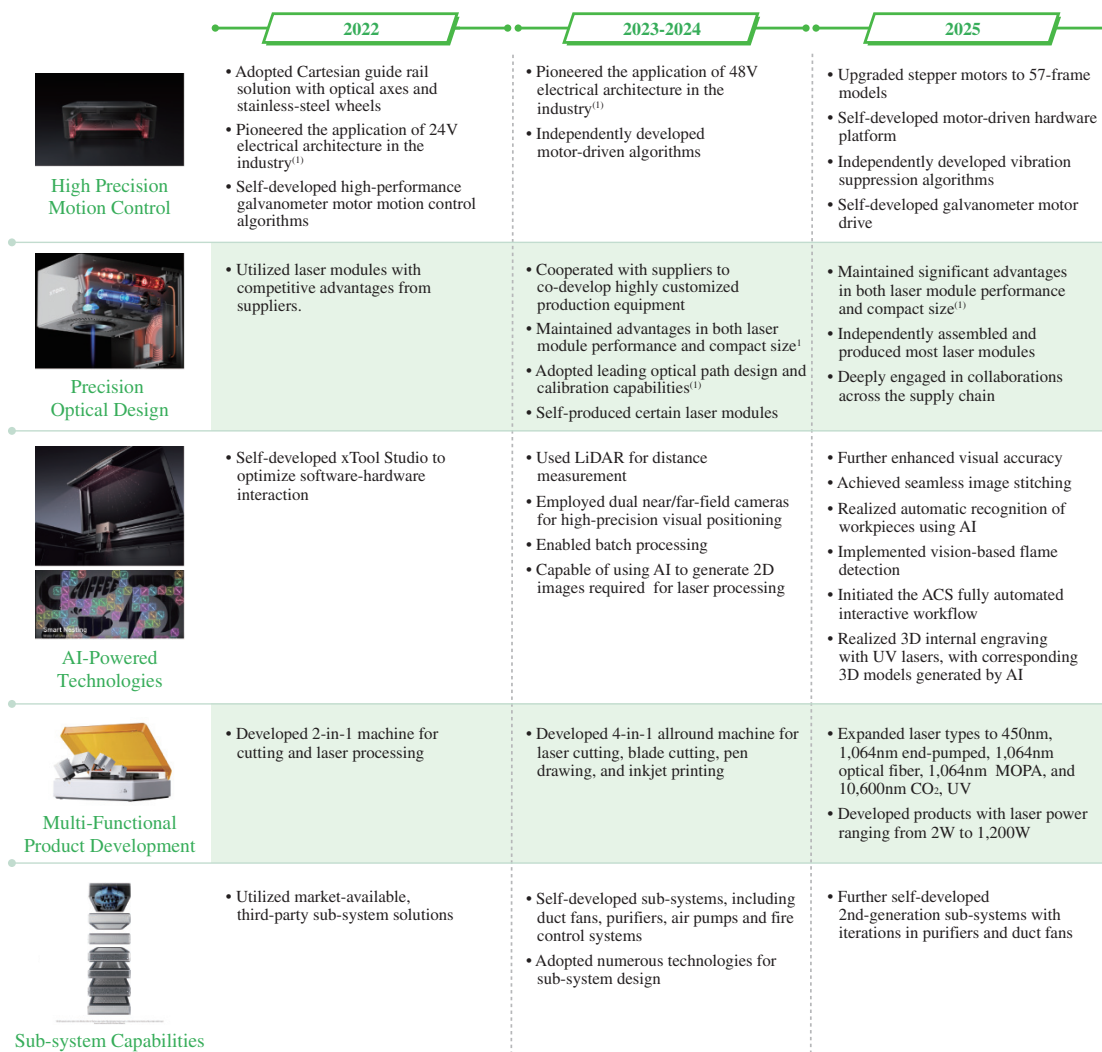 2022
2023-2024
2025
High Precision
Motion Control
• Adopted Cartesian guide rail
solution with optical axes and
stainless-steel wheels
• Pioneered the application of 24V
electrical architecture in the
industry(1)
• Self-developed high-performance
galvanometer motor motion control
algorithms
• Pioneered the application of 48V
electrical architecture in the
industry(1)
• Independently developed
motor-driven algorithms
• Upgraded stepper motors to 57-frame
models
• Self-developed motor-driven hardware
platform
• Independently developed vibration
suppression algorithms
• Self-developed galvanometer motor
drive
Precision
Optical Design
• Utilized laser modules with
competitive advantages from
suppliers.
• Cooperated with suppliers to
co-develop highly customized
production equipment
• Maintained advantages in both laser
module performance and compact size1
• Adopted leading optical path design and
calibration capabilities(1)
• Self-produced certain laser modules
• Maintained significant advantages
in both laser module performance
and compact size(1)
• Independently assembled and
produced most laser modules
• Deeply engaged in collaborations
across the supply chain
COFFEE
Smart Nesting
AI-Powered
Technologies
• Self-developed xTool Studio to
optimize software-hardware
interaction
• Used LiDAR for distance
measurement
• Employed dual near/far-field cameras
for high-precision visual positioning
• Enabled batch processing
• Capable of using AI to generate 2D
images required for laser processing
• Further enhanced visual accuracy
• Achieved seamless image stitching
• Realized automatic recognition of
workpieces using AI
• Implemented vision-based flame
detection
• Initiated the ACS fully automated
interactive workflow
• Realized 3D internal engraving
with UV lasers, with corresponding
3D models generated by AI
Multi-Functional
Product Development
• Developed 2-in-1 machine for
cutting and laser processing
• Developed 4-in-1 allround machine for
laser cutting, blade cutting, pen
drawing, and inkjet printing
• Expanded laser types to 450nm,
1,064nm end-pumped, 1,064nm
optical fiber, 1,064nm MOPA, and
10,600nm CO₂, UV
• Developed products with laser power
ranging from 2W to 1,200W
Sub-system Capabilities
• Utilized market-available,
third-party sub-system solutions
• Self-developed sub-systems, including
duct fans, purifiers, air pumps and fire
control systems
• Adopted numerous technologies for
sub-system design
• Further self-developed
2nd-generation sub-systems with
iterations in purifiers and duct fans